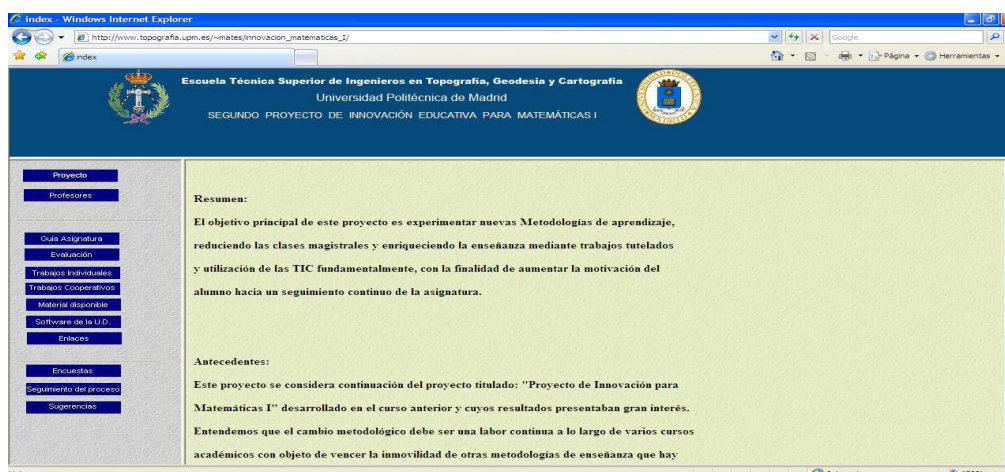 index - Windows Internet Explorer
http://www.topografia.upm.es/~mates/innovacion_matematicas_I/
Google
index
Página
Herramientas
Escuela Técnica Superior de Ingenieros en Topografía, Geodesia y Cartografía
Universidad Politécnica de Madrid
SEGUNDO PROYECTO DE INNOVACIÓN EDUCATIVA PARA MATEMÁTICAS I
Proyecto
Profesores
Guía Asignatura
Evaluación
Trabajos Individuales
Trabajos Cooperativos
Material disponible
Software de la U.D.
Enlaces
Encuestas
Seguimiento del proceso
Sugerencias
Resumen:
El objetivo principal de este proyecto es experimentar nuevas Metodologías de aprendizaje,
reduciendo las clases magistrales y enriqueciendo la enseñanza mediante trabajos tutelados
y utilización de las TIC fundamentalmente, con la finalidad de aumentar la motivación del
alumno hacia un seguimiento continuo de la asignatura.
Antecedentes:
Este proyecto se considera continuación del proyecto titulado: "Proyecto de Innovación para
Matemáticas I" desarrollado en el curso anterior y cuyos resultados presentaban gran interés.
Entendemos que el cambio metodológico debe ser una labor continua a lo largo de varios cursos
académicos con objeto de vencer la inmovilidad de otras metodologías de enseñanza que hay